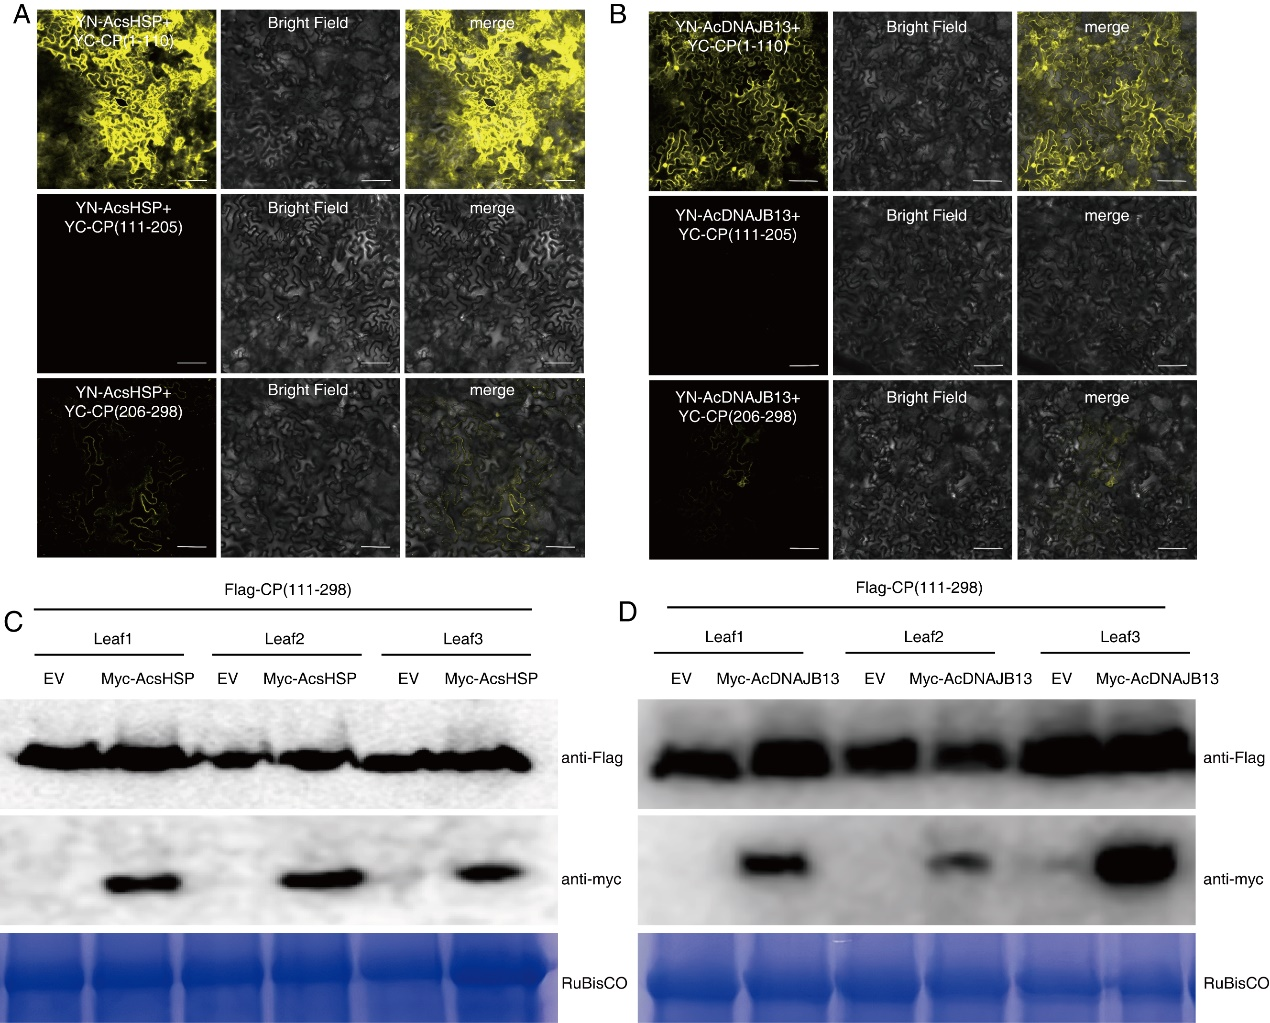 A
YN-AcsHSP+
YC-CP(1-110)
Bright Field
merge
YN-AcsHSP+
YC-CP(111-205)
Bright Field
merge
YN-AcsHSP+
YC-CP(206-298)
Bright Field
merge
B
YN-AcDNAJB13+
YC-CP(1-110)
Bright Field
merge
YN-AcDNAJB13+
YC-CP(111-205)
Bright Field
merge
YN-AcDNAJB13+
YC-CP(206-298)
Bright Field
merge
C
Flag-CP(111-298)
Leaf1 Leaf2 Leaf3
EV Myc-AcsHSP EV Myc-AcsHSP EV Myc-AcsHSP
anti-Flag
anti-myc
RuBisCO
D
Flag-CP(111-298)
Leaf1 Leaf2 Leaf3
EV Myc-AcDNAJB13 EV Myc-AcDNAJB13 EV Myc-AcDNAJB13
anti-Flag
anti-myc
RuBisCO